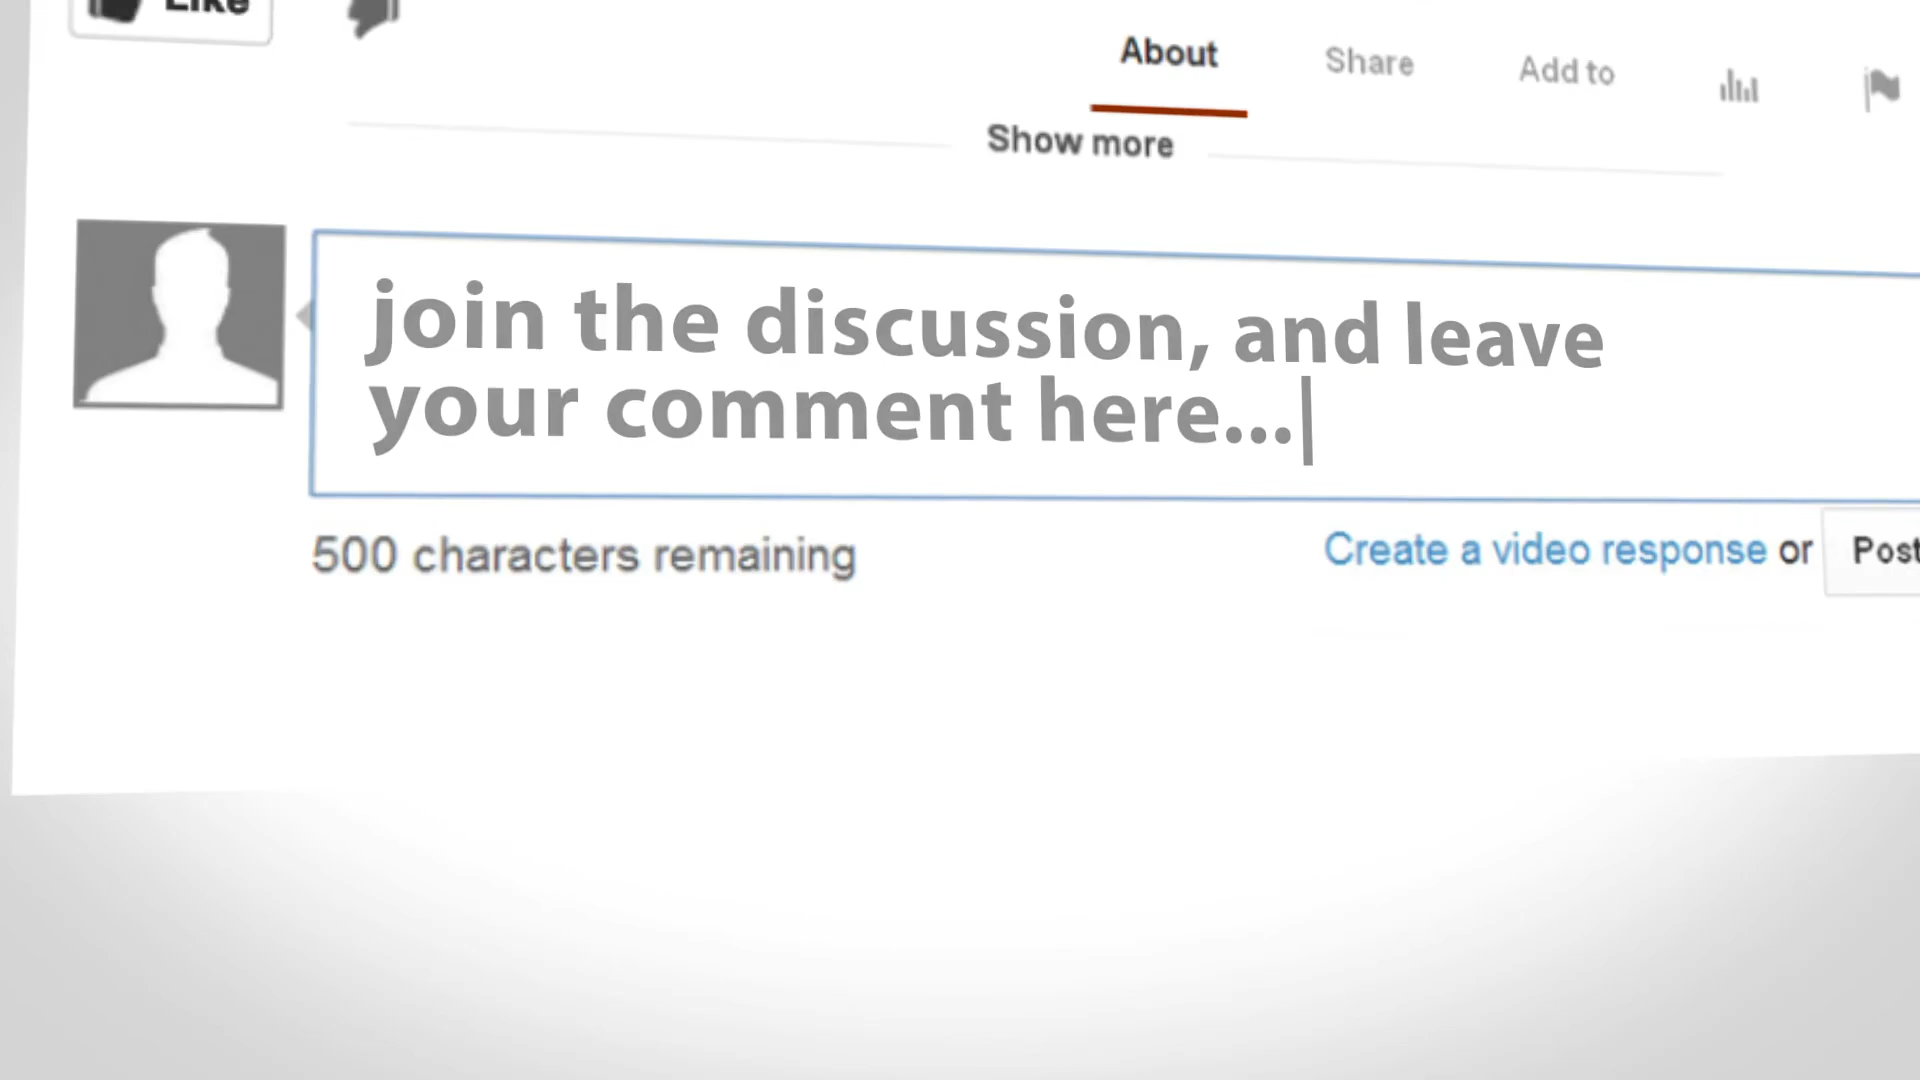 Like
About
Share
Add to
Show more
join the discussion, and leave
your comment here...
500 characters remaining
Create a video response or Post